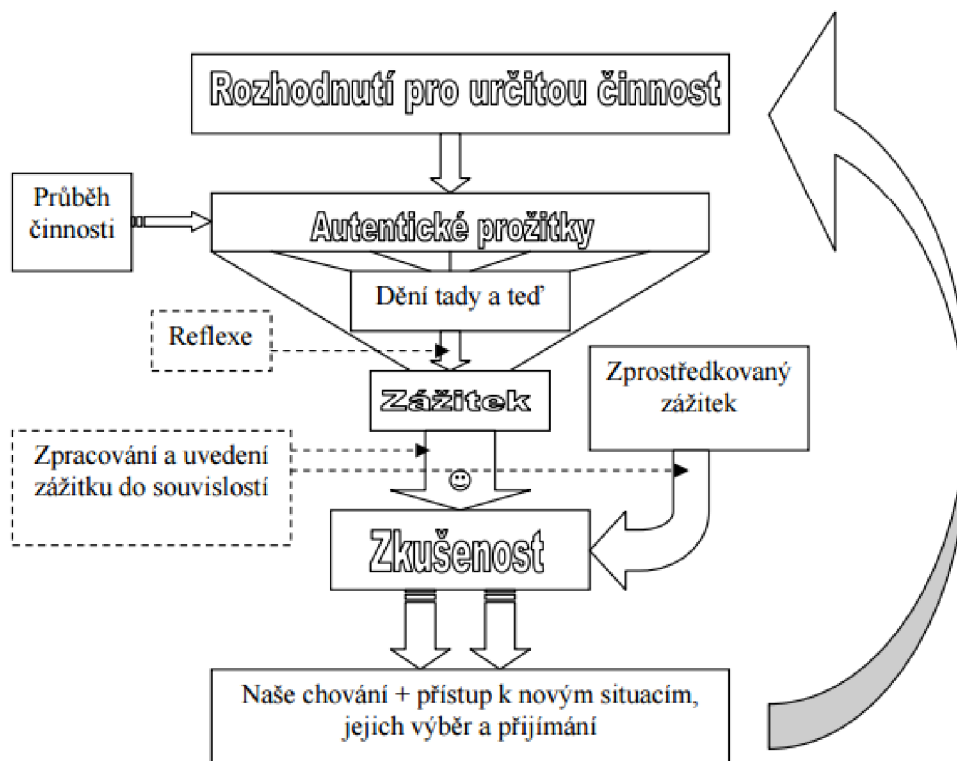 Rozhodnutí pro určitou činnost
Průběh
činnosti
Autentické prožitky
Dění tady a teď
Reflexe
Zážitek
Zprostředkovaný
zážitek
Zpracování a uvedení
zážitku do souvislostí
Zkušenost
Naše chování + přístup k novým situacím,
jejich výběr a přijímání